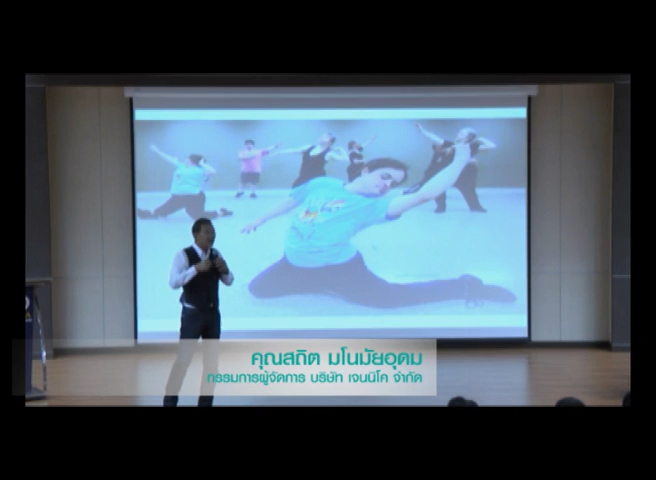 คุณสถิต มโนมัยอุดม
กรรมการผู้จัดการ บริษัท เจนนิโค จำกัด